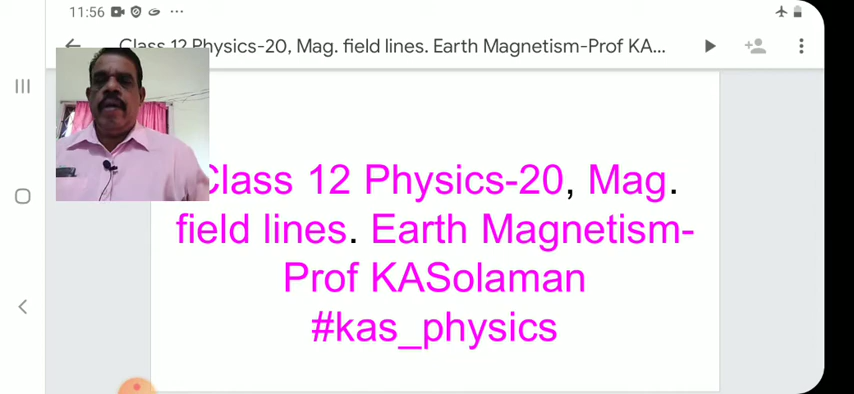 11:56
Class 12 Physics-20, Mag. field lines. Earth Magnetism-Prof KA...
Class 12 Physics-20, Mag.
field lines. Earth Magnetism-
Prof KASolaman
#kas_physics